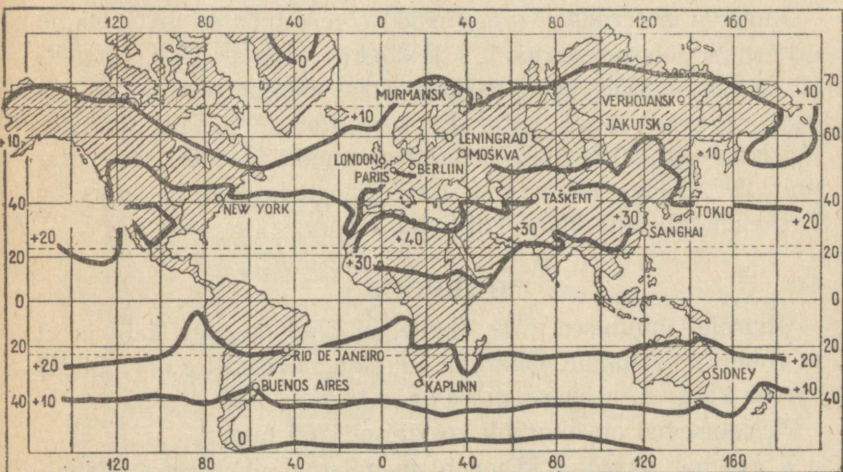 120 80 40 0 40 80 120 160
0
70
MURMANSK
VERHOJANSK
+10
+10
JAKUTSK
60
LENINGRAD
+10
LONDON
MOSKVA
+10
BERLIIN
PARIIS
TAŠKENT
40
NEW YORK
TOKIO
40
+30
+20
+40
ŠANGHAI
+20
+30
20
+30
20
0
0
20
RIO DE JANEIRO
20
+20
+20
SIDNEY
BUENOS AIRES
KAPLINN
+10
40
+10
40
0
120 80 40 0 40 80 120 160